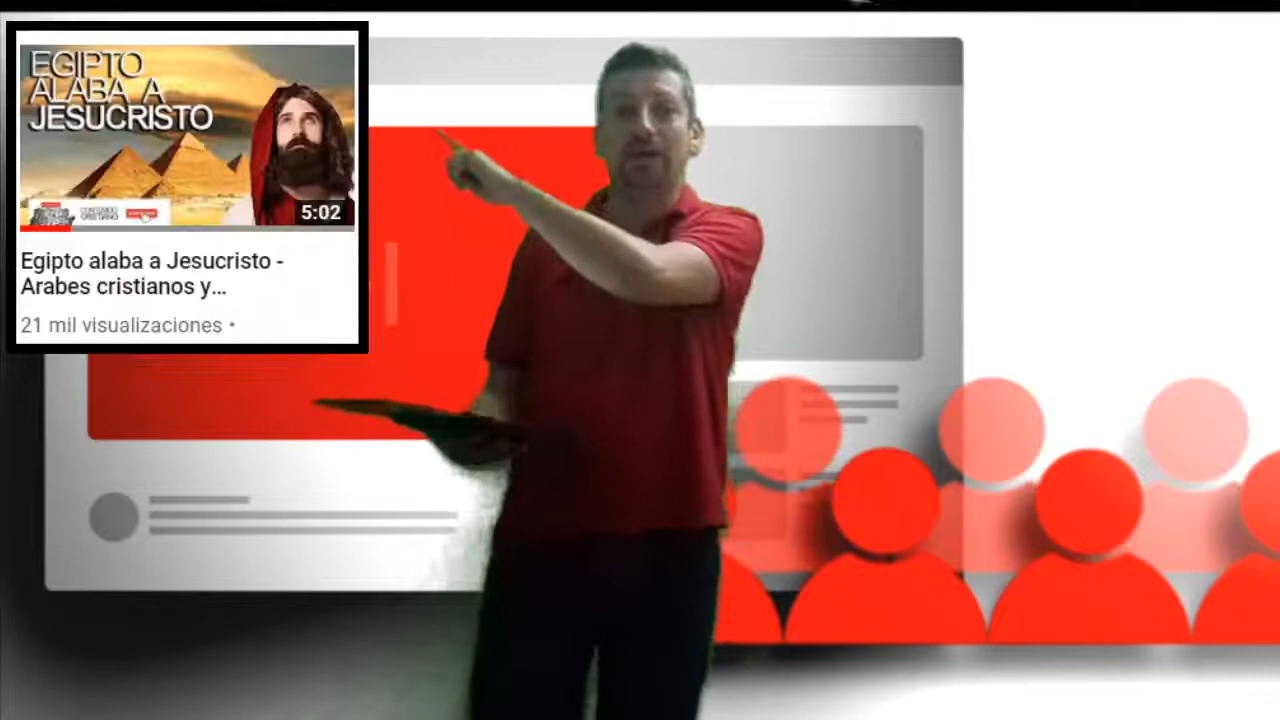 EGIPTO
ALABA A
JESUCRISTO
5:02
Egipto alaba a Jesucristo -
Arabes cristianos y...
21 mil visualizaciones •